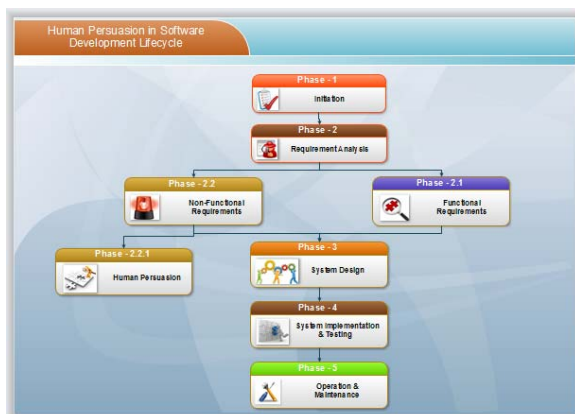 Human Persuasion in Software
Development Lifecycle
Phase - 1
Initiation
Phase - 2
Requirement Analysis
Phase - 2.2
Non-Functional
Requirements
Phase - 2.1
Functional
Requirements
Phase - 2.2.1
Human Persuasion
Phase - 3
System Design
Phase - 4
System Implementation
& Testing
Phase - 5
Operation &
Maintenance